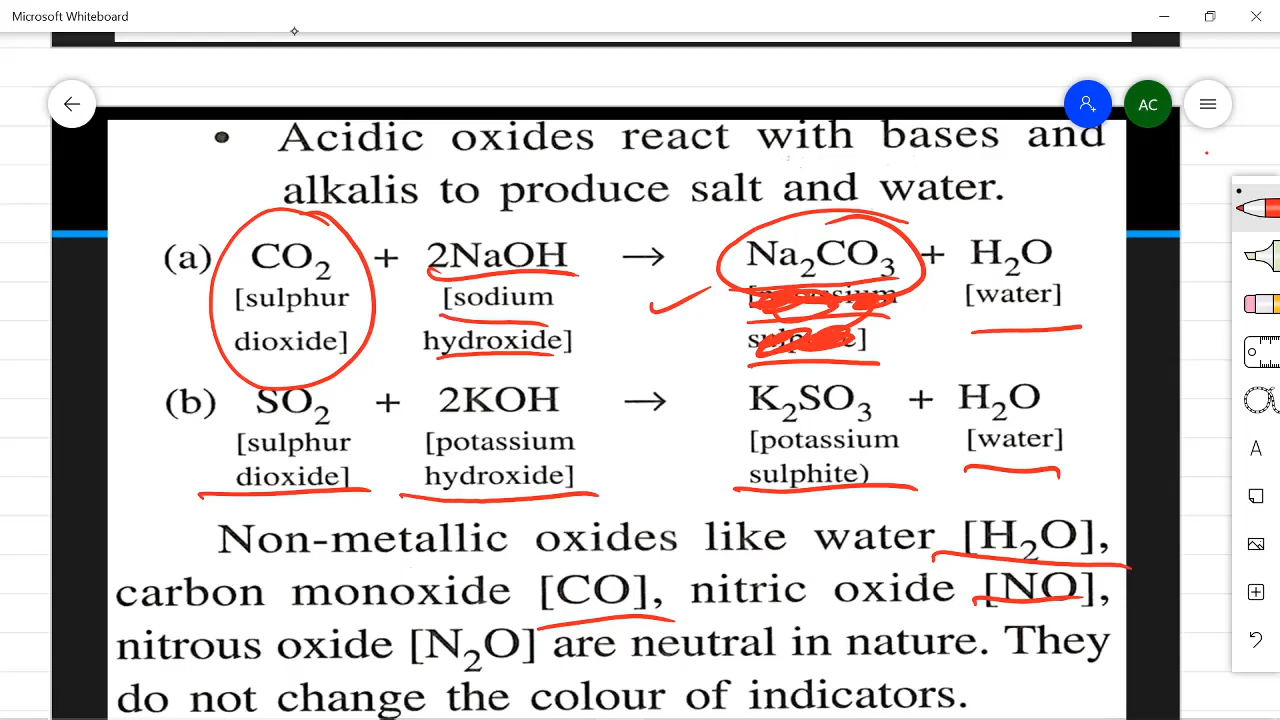 Microsoft Whiteboard
AC
• Acidic oxides react with bases and
alkalis to produce salt and water.
(a) CO₂ + 2NaOH → Na₂CO₃ + H₂O
[sulphur [sodium [water]
dioxide] hydroxide]
(b) SO₂ + 2KOH → K₂SO₃ + H₂O
[sulphur [potassium [potassium [water]
dioxide] hydroxide] sulphite)
Non-metallic oxides like water [H₂O],
carbon monoxide [CO], nitric oxide [NO],
nitrous oxide [N₂O] are neutral in nature. They
do not change the colour of indicators.